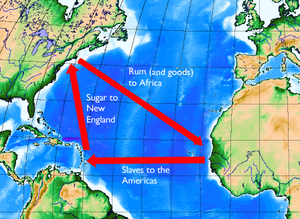 Rum (and goods)
to Africa
Sugar to
New
England
Slaves to the
Americas